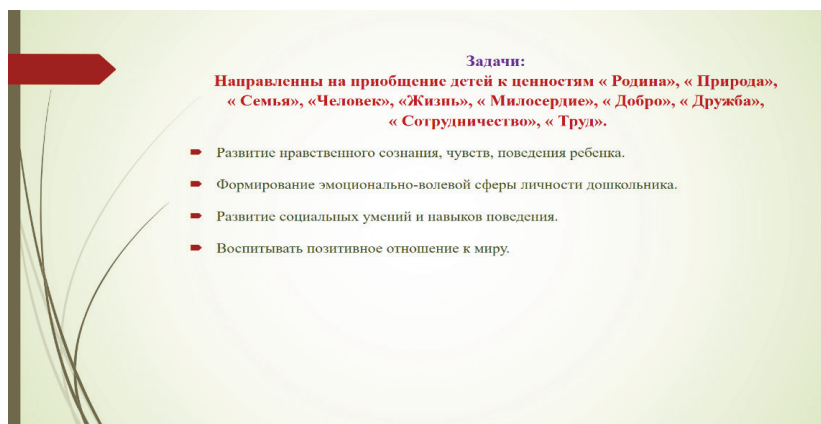 Задачи:
Направленны на приобщение детей к ценностям « Родина», « Природа»,
« Семья», «Человек», «Жизнь», « Милосердие», « Добро», « Дружба»,
« Сотрудничество», « Труд».
Развитие нравственного сознания, чувств, поведения ребенка.
Формирование эмоционально-волевой сферы личности дошкольника.
Развитие социальных умений и навыков поведения.
Воспитывать позитивное отношение к миру.